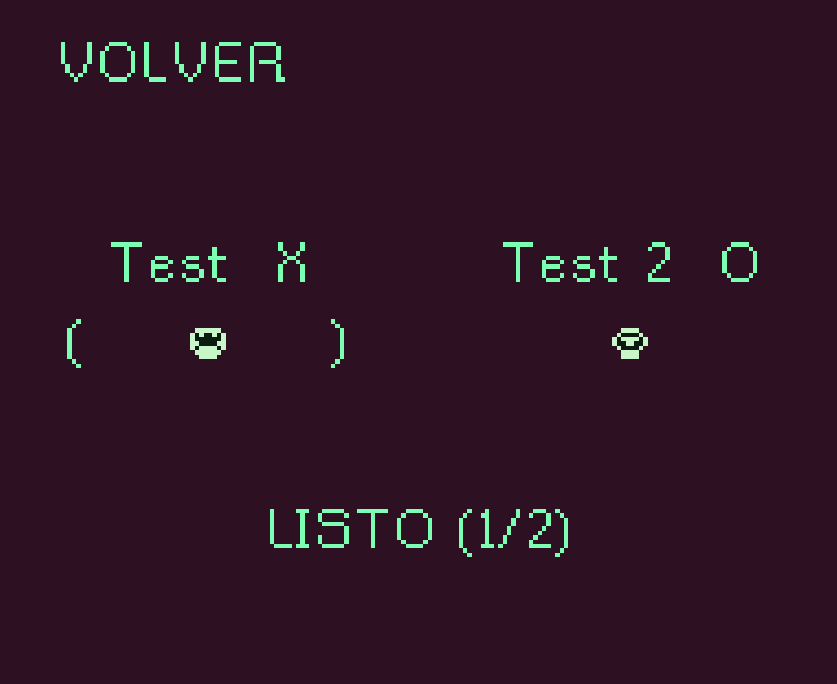 VOLVER
Test X Test 2 O
( )
LISTO (1/2)